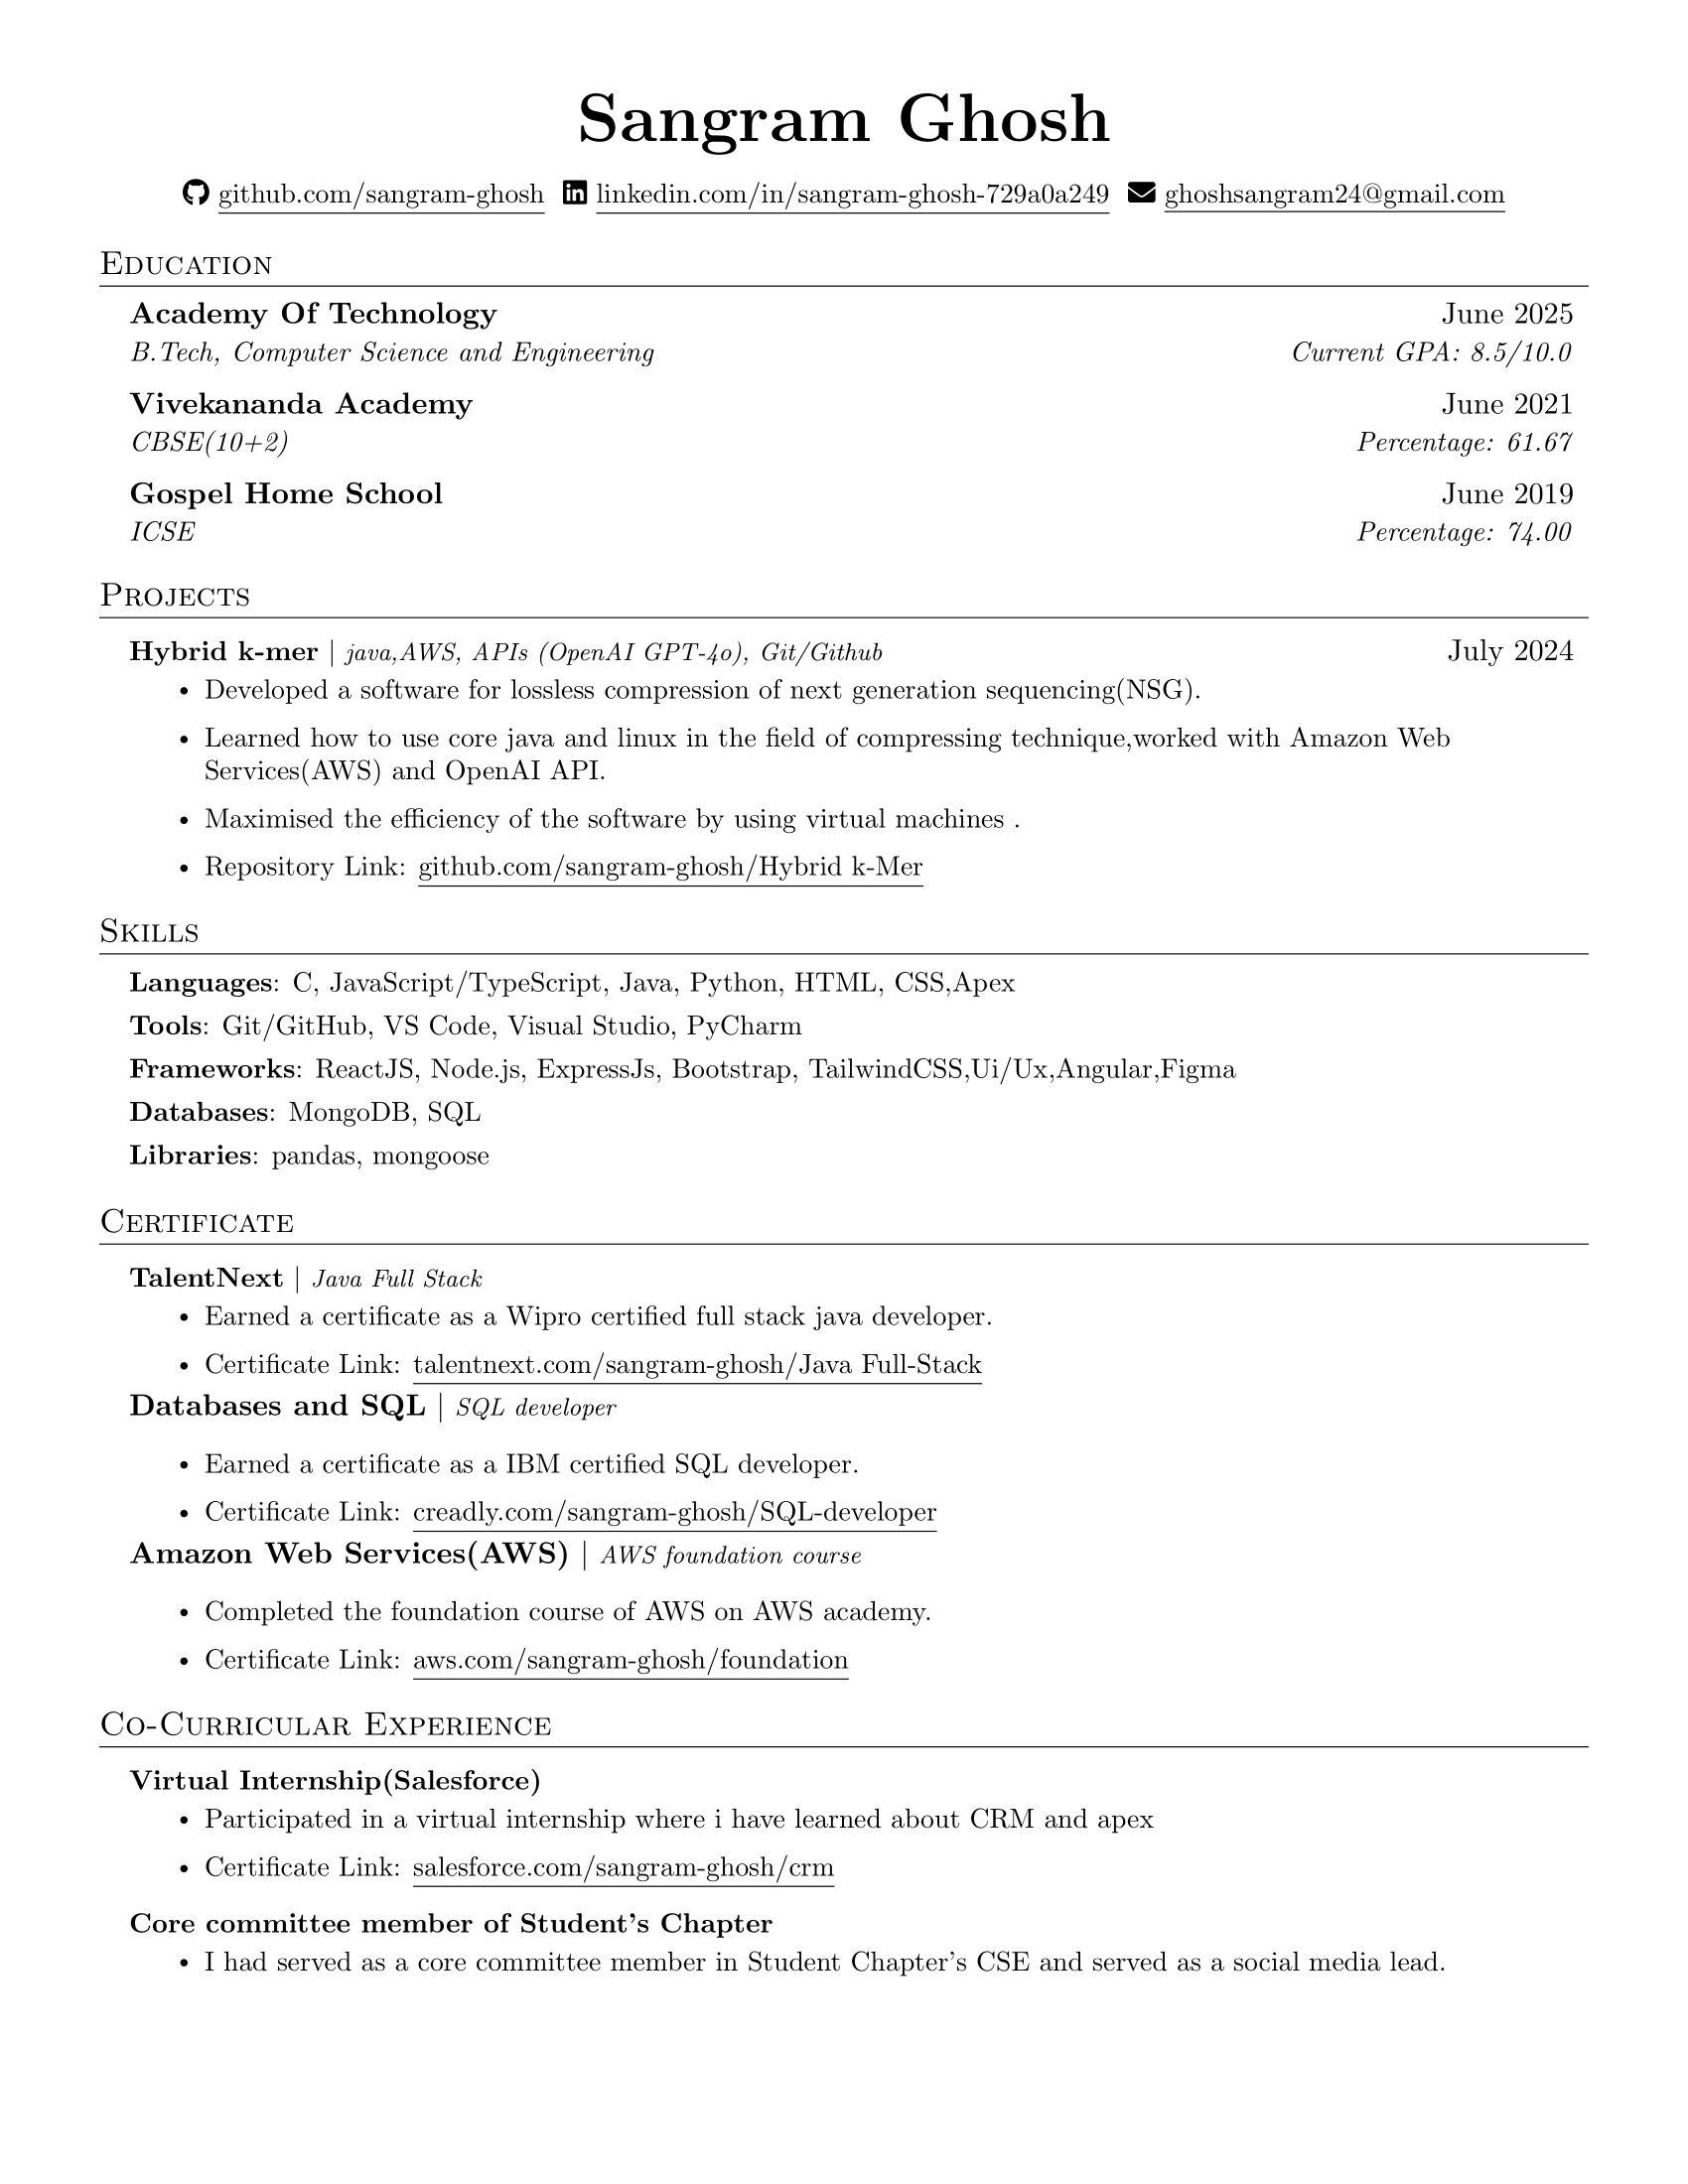 Sangram Ghosh
github.com/sangram-ghosh linkedin.com/in/sangram-ghosh-729a0a249 ghoshsangram24@gmail.com
Education
Academy Of Technology June 2025
B.Tech, Computer Science and Engineering Current GPA: 8.5/10.0
Vivekananda Academy June 2021
CBSE(10+2) Percentage: 61.67
Gospel Home School June 2019
ICSE Percentage: 74.00
Projects
Hybrid k-mer | java,AWS, APIs (OpenAI GPT-4o), Git/Github July 2024
• Developed a software for lossless compression of next generation sequencing(NSG).
• Learned how to use core java and linux in the field of compressing technique,worked with Amazon Web
Services(AWS) and OpenAI API.
• Maximised the efficiency of the software by using virtual machines .
• Repository Link: github.com/sangram-ghosh/Hybrid k-Mer
Skills
Languages: C, JavaScript/TypeScript, Java, Python, HTML, CSS,Apex
Tools: Git/GitHub, VS Code, Visual Studio, PyCharm
Frameworks: ReactJS, Node.js, ExpressJs, Bootstrap, TailwindCSS,Ui/Ux,Angular,Figma
Databases: MongoDB, SQL
Libraries: pandas, mongoose
Certificate
TalentNext | Java Full Stack
• Earned a certificate as a Wipro certified full stack java developer.
• Certificate Link: talentnext.com/sangram-ghosh/Java Full-Stack
Databases and SQL | SQL developer
• Earned a certificate as a IBM certified SQL developer.
• Certificate Link: creadly.com/sangram-ghosh/SQL-developer
Amazon Web Services(AWS) | AWS foundation course
• Completed the foundation course of AWS on AWS academy.
• Certificate Link: aws.com/sangram-ghosh/foundation
Co-Curricular Experience
Virtual Internship(Salesforce)
• Participated in a virtual internship where i have learned about CRM and apex
• Certificate Link: salesforce.com/sangram-ghosh/crm
Core committee member of Student's Chapter
• I had served as a core committee member in Student Chapter's CSE and served as a social media lead.